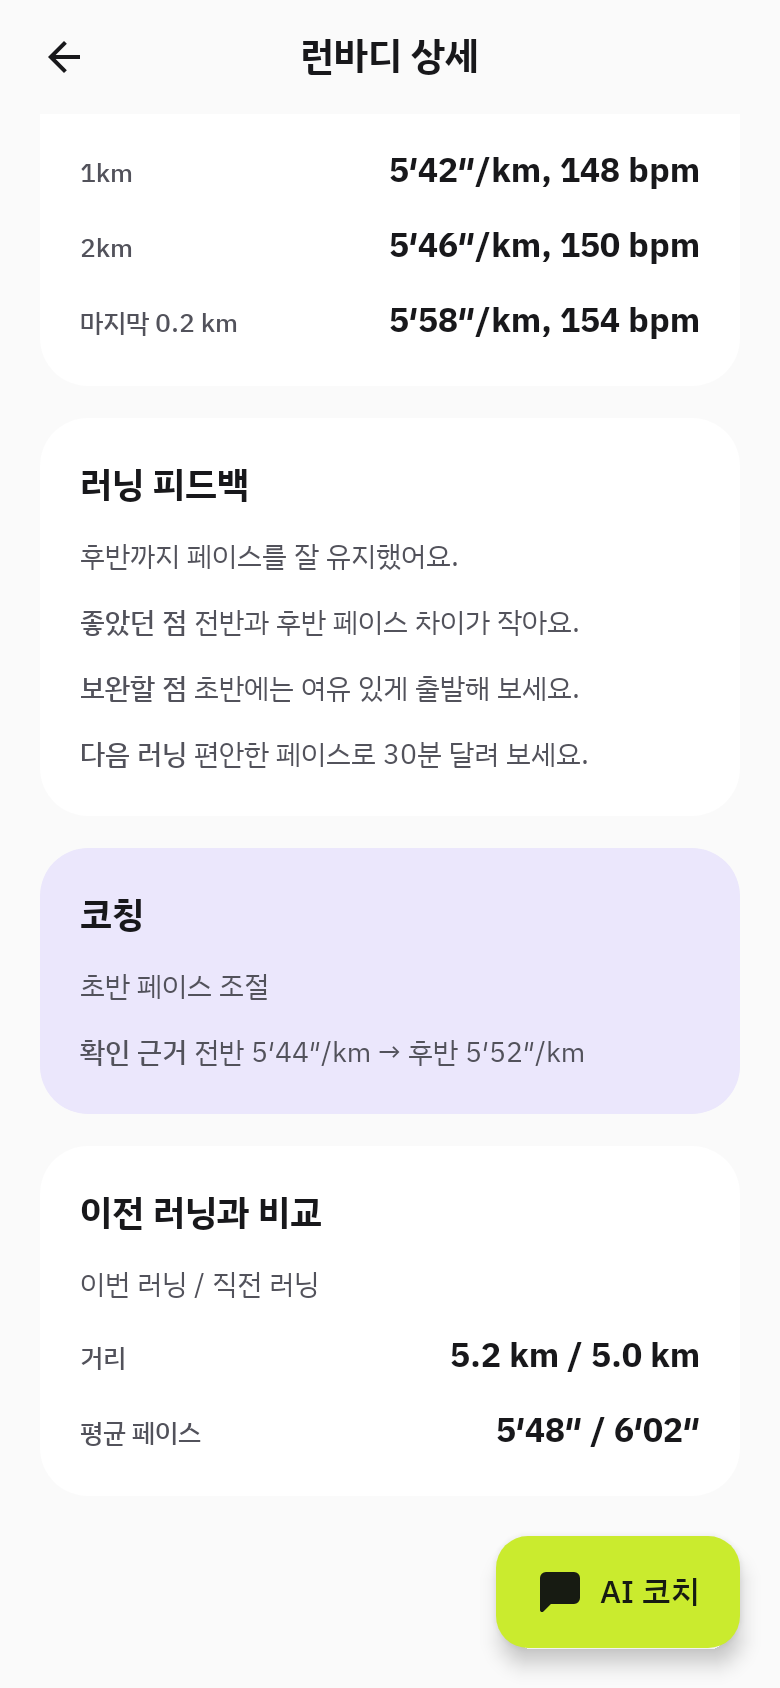 런바디 상세
1km 5'42"/km, 148 bpm
2km 5'46"/km, 150 bpm
마지막 0.2 km 5'58"/km, 154 bpm
러닝 피드백
후반까지 페이스를 잘 유지했어요.
좋았던 점 전반과 후반 페이스 차이가 작아요.
보완할 점 초반에는 여유 있게 출발해 보세요.
다음 러닝 편안한 페이스로 30분 달려 보세요.
코칭
초반 페이스 조절
확인 근거 전반 5'44"/km → 후반 5'52"/km
이전 러닝과 비교
이번 러닝 / 직전 러닝
거리 5.2 km / 5.0 km
평균 페이스 5'48" / 6'02"
AI 코치